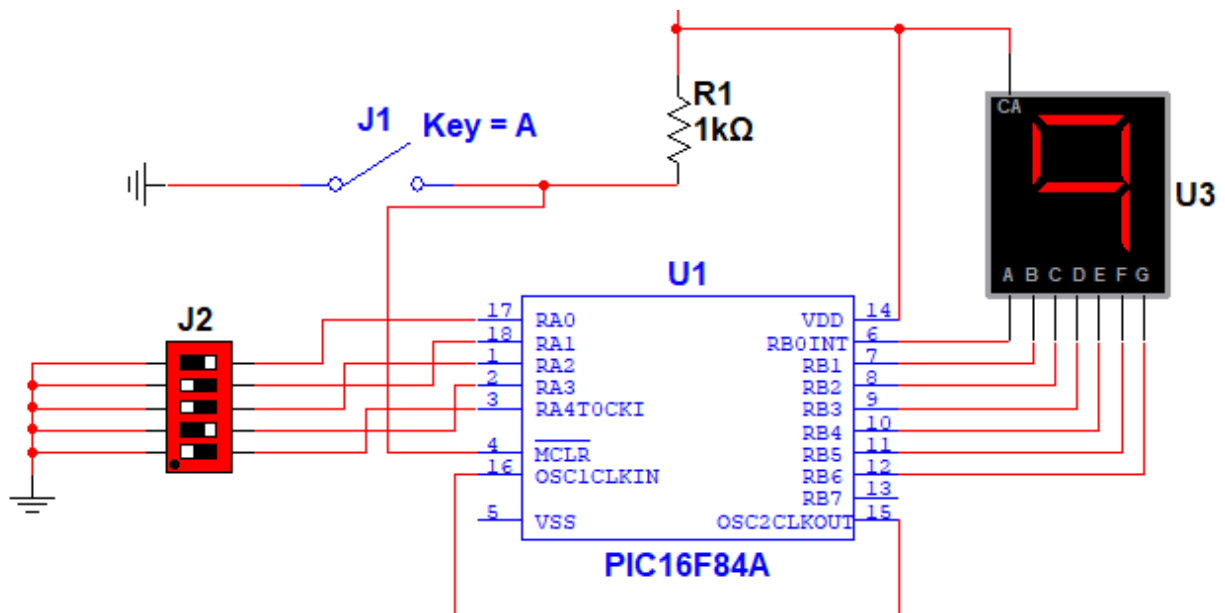 R1
1kΩ
J1
Key = A
CA
U3
A B C D E F G
U1
J2
17 RA0
18 RA1
1 RA2
2 RA3
3 RA4T0CKI
4 MCLR
16 OSC1CLKIN
5 VSS
VDD 14
RB0INT 6
RB1 7
RB2 8
RB3 9
RB4 10
RB5 11
RB6 12
RB7 13
OSC2CLKOUT 15
PIC16F84A
9